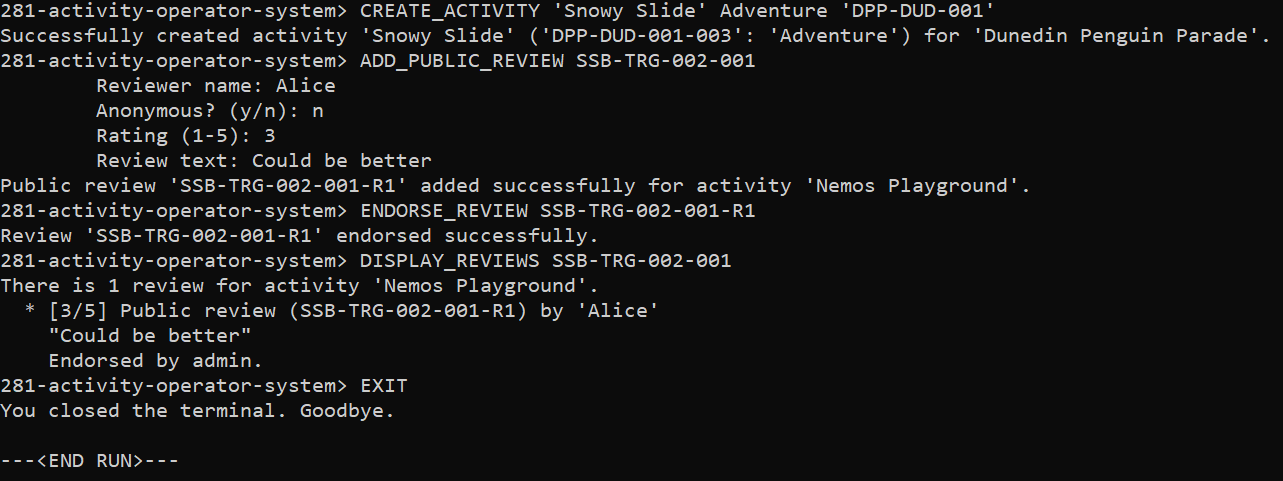 281-activity-operator-system> CREATE_ACTIVITY 'Snowy Slide' Adventure 'DPP-DUD-001'
Successfully created activity 'Snowy Slide' ('DPP-DUD-001-003': 'Adventure') for 'Dunedin Penguin Parade'.
281-activity-operator-system> ADD_PUBLIC_REVIEW SSB-TRG-002-001
        Reviewer name: Alice
        Anonymous? (y/n): n
        Rating (1-5): 3
        Review text: Could be better
Public review 'SSB-TRG-002-001-R1' added successfully for activity 'Nemos Playground'.
281-activity-operator-system> ENDORSE_REVIEW SSB-TRG-002-001-R1
Review 'SSB-TRG-002-001-R1' endorsed successfully.
281-activity-operator-system> DISPLAY_REVIEWS SSB-TRG-002-001
There is 1 review for activity 'Nemos Playground'.
  * [3/5] Public review (SSB-TRG-002-001-R1) by 'Alice'
    "Could be better"
    Endorsed by admin.
281-activity-operator-system> EXIT
You closed the terminal. Goodbye.

---<END RUN>---